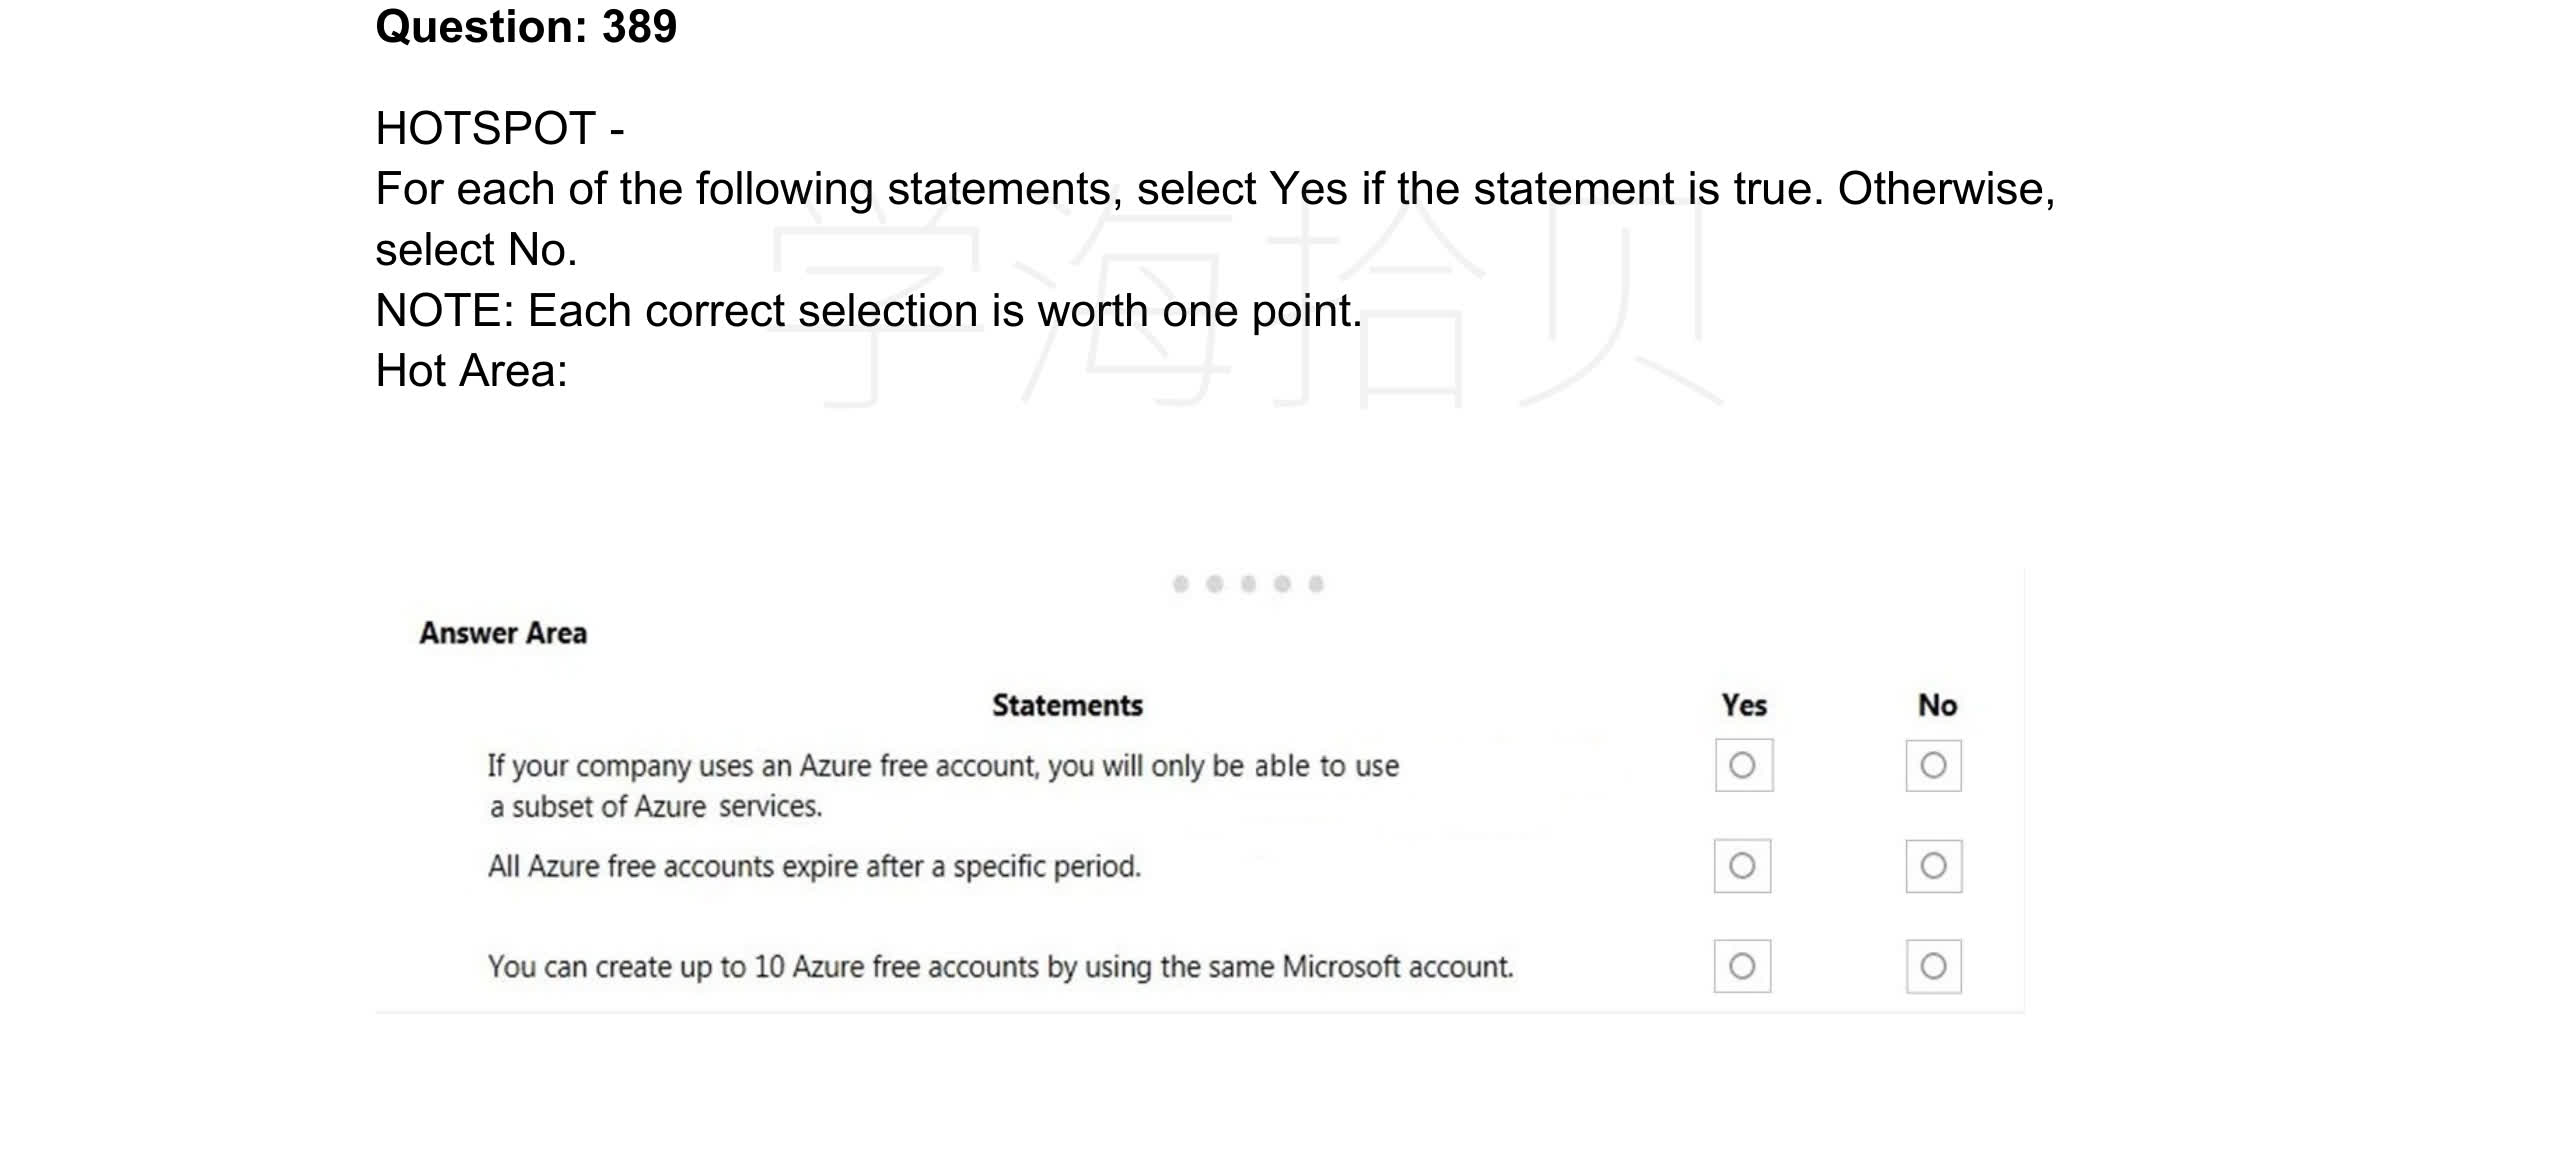 Question: 389
HOTSPOT -
For each of the following statements, select Yes if the statement is true. Otherwise,
select No.
NOTE: Each correct selection is worth one point.
Hot Area:
学海拾贝
Answer Area
Statements Yes No
If your company uses an Azure free account, you will only be able to use
a subset of Azure services.
All Azure free accounts expire after a specific period.
You can create up to 10 Azure free accounts by using the same Microsoft account.